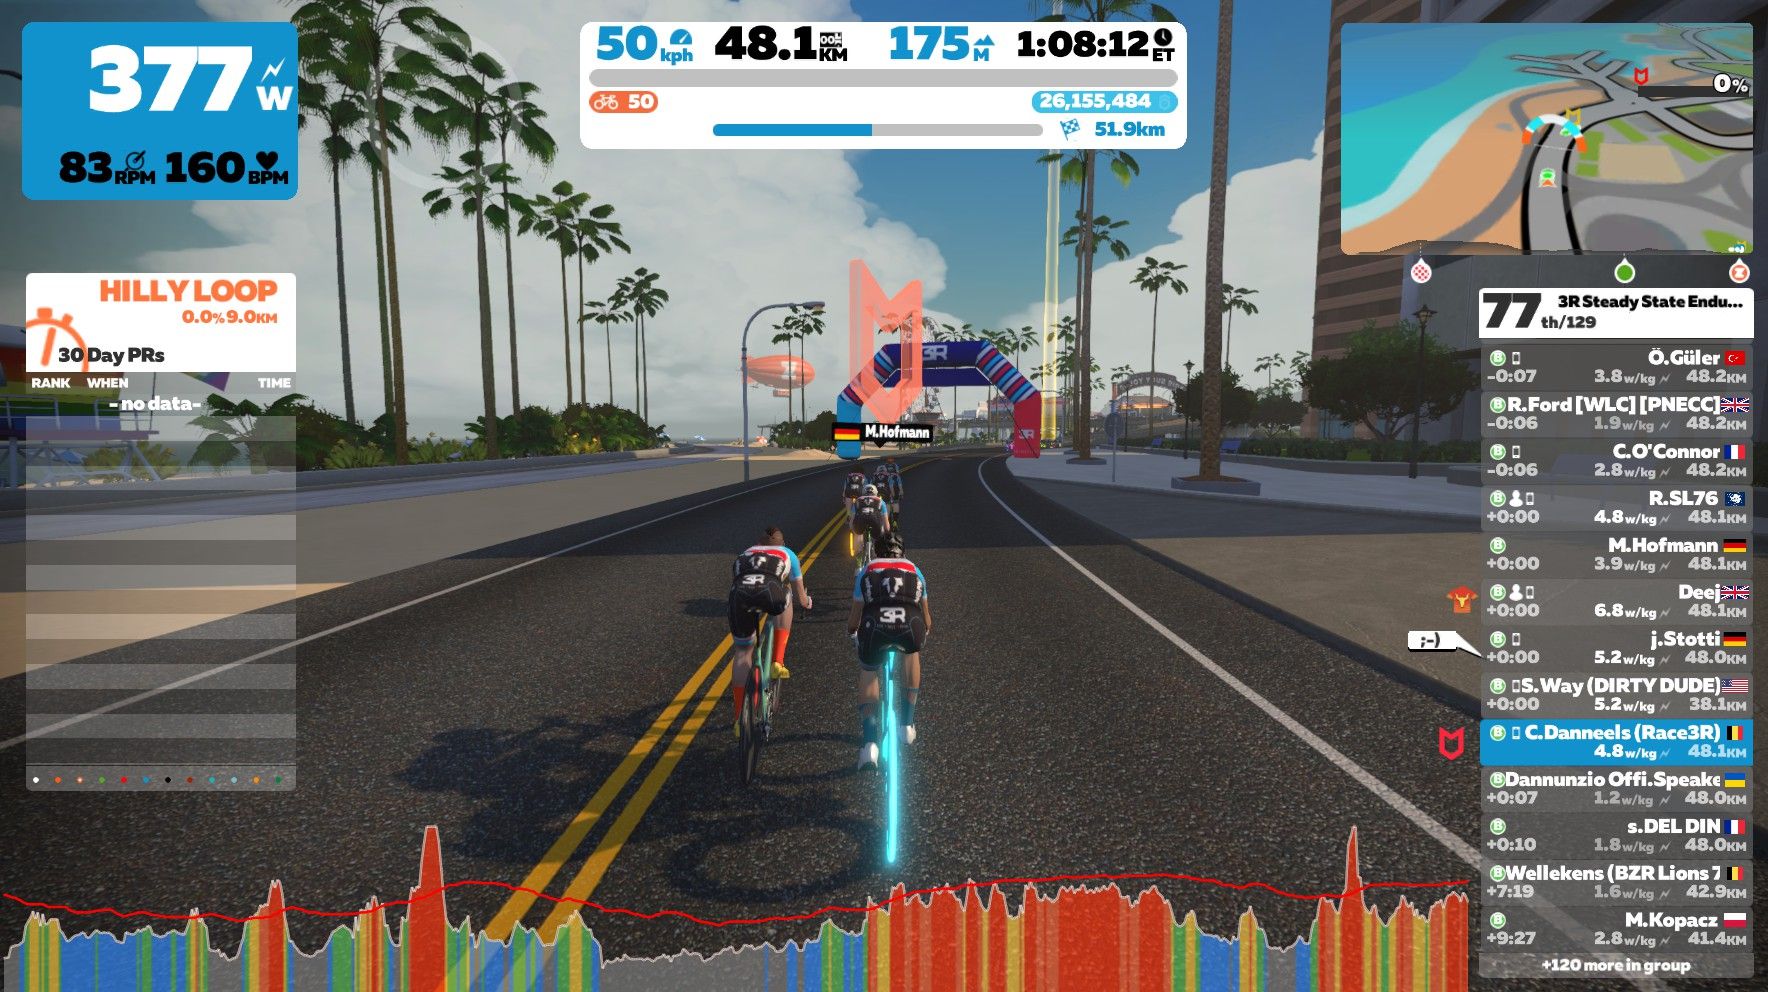 377 W
83 RPM 160 BPM
50 kph 48.1 KM 175 M 1:08:12 ET
50
26,155,484
51.9km
0%
HILLY LOOP
0.0% 9.0KM
30 Day PRs
RANK WHEN TIME
- no data-
3R
M.Hofmann
3R
3R
77th/129 3R Steady State Endu...
B Ö.Güler
-0:07 3.8w/kg 48.2KM
B R.Ford [WLC] [PNECC]
-0:06 1.9w/kg 48.2KM
B C.O'Connor
-0:06 2.8w/kg 48.2KM
B R.SL76
+0:00 4.8w/kg 48.1KM
B M.Hofmann
+0:00 3.9w/kg 48.1KM
B Deej
+0:00 6.8w/kg 48.1KM
;-)
B j.Stotti
+0:00 5.2w/kg 48.0KM
B S.Way (DIRTY DUDE)
+0:00 5.2w/kg 38.1KM
B C.Danneels (Race3R)
4.8w/kg 48.1KM
B Dannunzio Offi.Speake
+0:07 1.2w/kg 48.0KM
B s.DEL DIN
+0:10 1.8w/kg 48.0KM
B Wellekens (BZR Lions 7
+7:19 1.6w/kg 42.9KM
B M.Kopacz
+9:27 2.8w/kg 41.4KM
+120 more in group